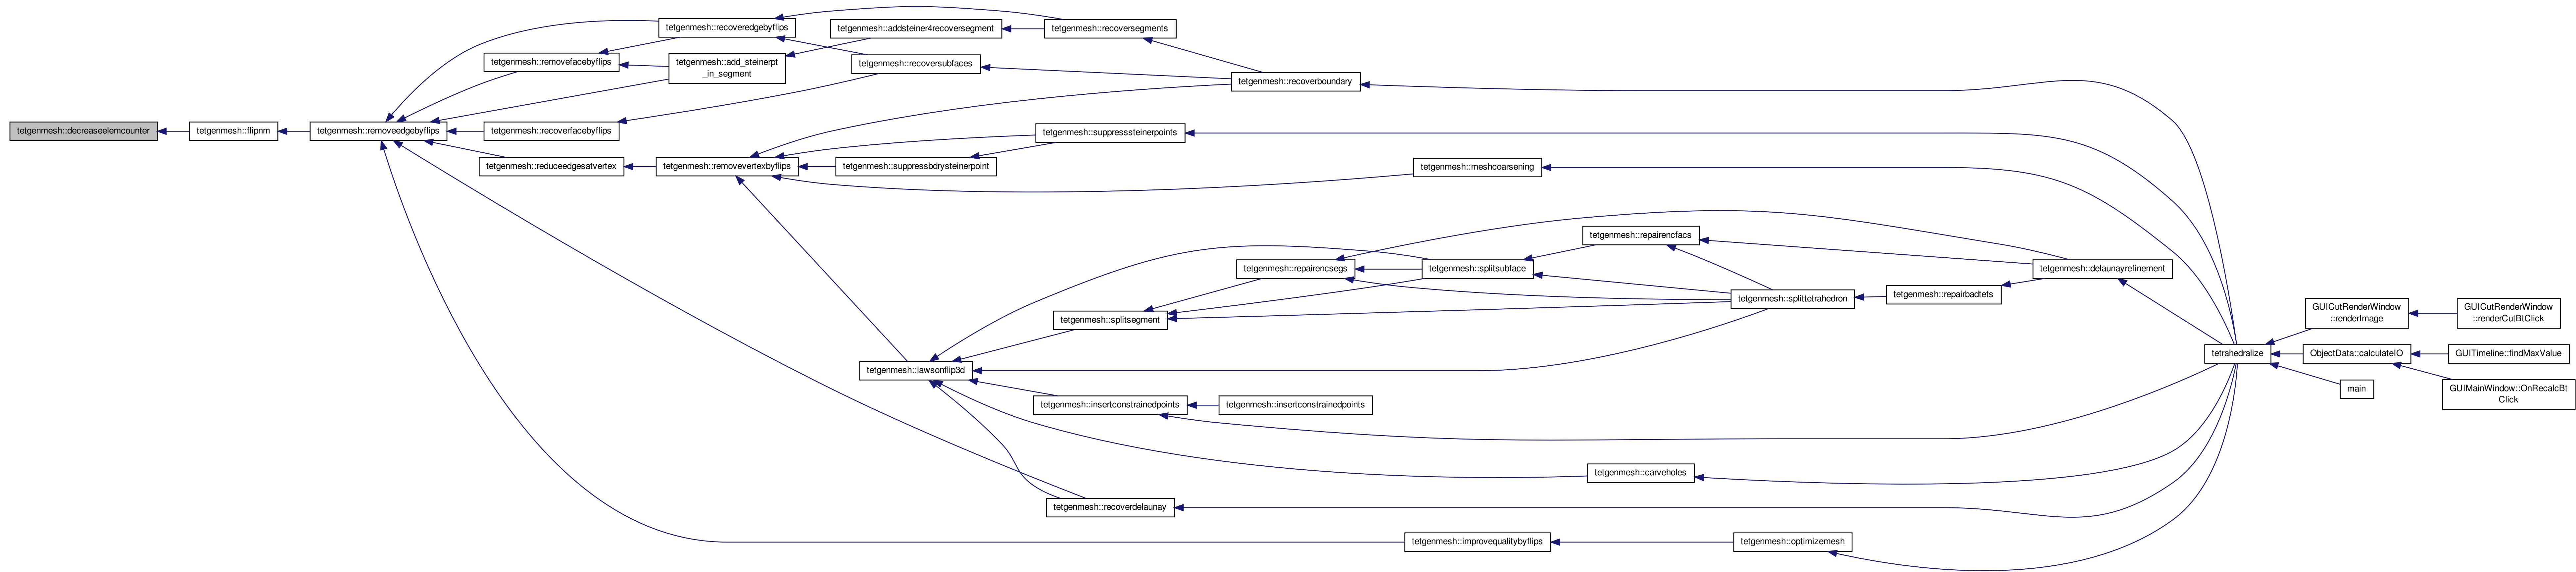 tetgenmesh::decreaseelemcounter
tetgenmesh::flipnm
tetgenmesh::removeedgebyflips
tetgenmesh::recoveredgebyflips
tetgenmesh::removefacebyflips
tetgenmesh::add_steinerpt
_in_segment
tetgenmesh::recoverfacebyflips
tetgenmesh::reduceedgesatvertex
tetgenmesh::addsteiner4recoversegment
tetgenmesh::recoversubfaces
tetgenmesh::recoversegments
tetgenmesh::recoverboundary
tetgenmesh::removevertexbyflips
tetgenmesh::suppressbdrysteinerpoint
tetgenmesh::suppresssteinerpoints
tetgenmesh::meshcoarsening
tetgenmesh::lawsonflip3d
tetgenmesh::splitsegment
tetgenmesh::repairencsegs
tetgenmesh::splitsubface
tetgenmesh::repairencfacs
tetgenmesh::splittetrahedron
tetgenmesh::repairbadtets
tetgenmesh::delaunayrefinement
tetgenmesh::insertconstrainedpoints
tetgenmesh::insertconstrainedpoints
tetgenmesh::carveholes
tetgenmesh::recoverdelaunay
tetgenmesh::improvequalitybyflips
tetgenmesh::optimizemesh
tetrahedralize
GUICutRenderWindow
::renderImage
GUICutRenderWindow
::renderCutBtClick
ObjectData::calculateIO
GUITimeline::findMaxValue
GUIMainWindow::OnRecalcBt
Click
main